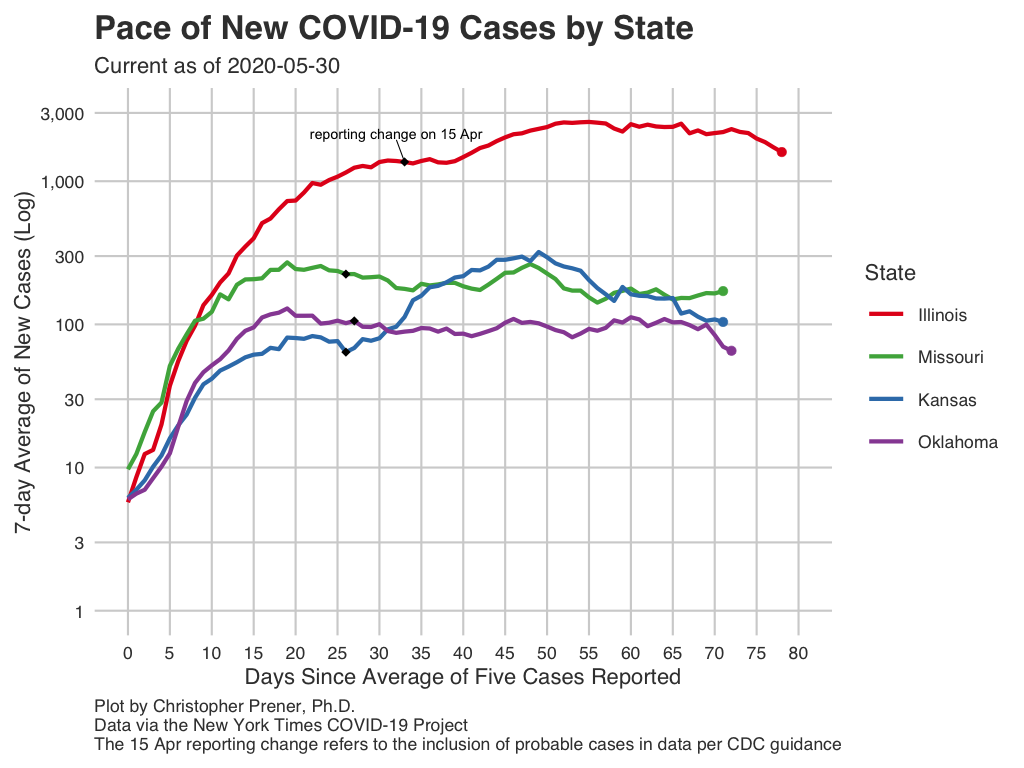 Pace of New COVID-19 Cases by State
Current as of 2020-05-30
7-day Average of New Cases (Log)
3,000
1,000
300
100
30
10
3
1
reporting change on 15 Apr
0 5 10 15 20 25 30 35 40 45 50 55 60 65 70 75 80
Days Since Average of Five Cases Reported
State
Illinois
Missouri
Kansas
Oklahoma
Plot by Christopher Prener, Ph.D.
Data via the New York Times COVID-19 Project
The 15 Apr reporting change refers to the inclusion of probable cases in data per CDC guidance